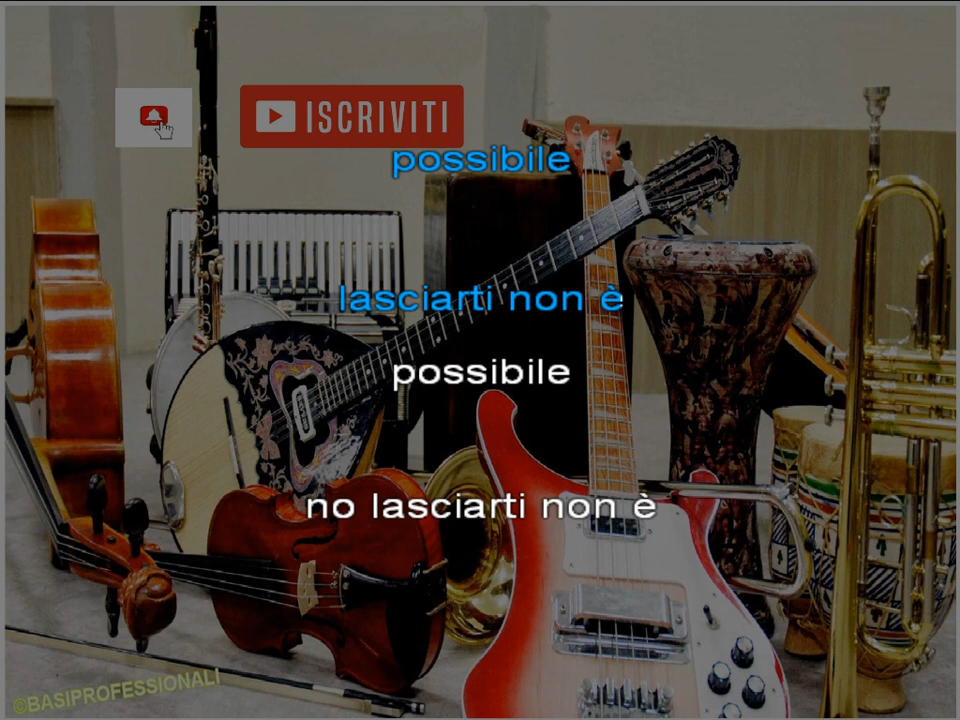 ISCRIVITI
possibile
lasciarti non è
possibile
no lasciarti non è
©BASIPROFESSIONALI